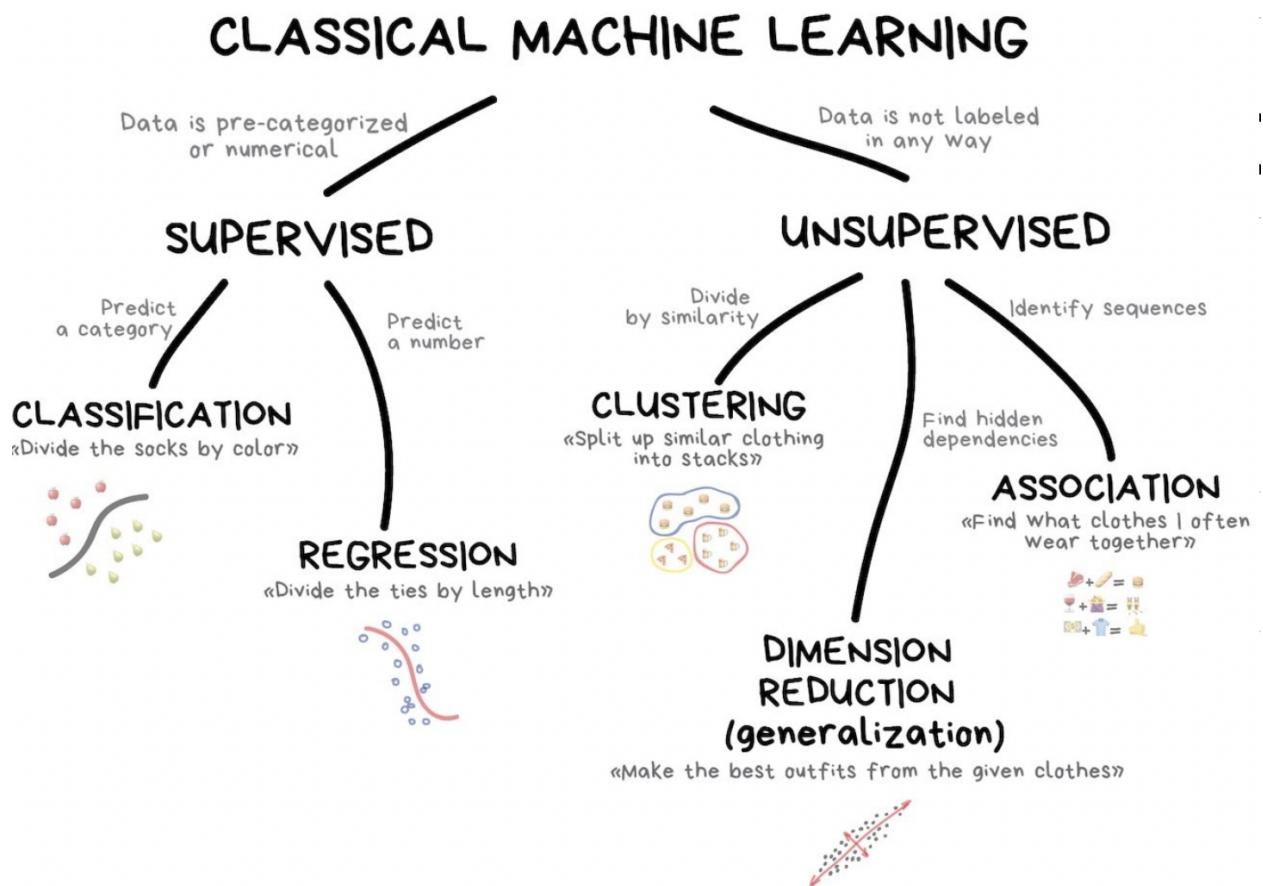 CLASSICAL MACHINE LEARNING
Data is pre-categorized
or numerical
Data is not labeled
in any way
SUPERVISED
UNSUPERVISED
Predict
a category
Predict
a number
Divide
by similarity
Identify sequences
CLASSIFICATION
«Divide the socks by color»
CLUSTERING
«Split up similar clothing
into stacks»
Find hidden
dependencies
ASSOCIATION
«Find what clothes I often
wear together»
REGRESSION
«Divide the ties by length»
+ =
+ =
+ =
DIMENSION
REDUCTION
(generalization)
«Make the best outfits from the given clothes»